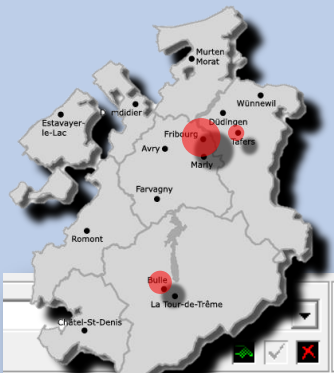 Murten
Morat
Wünnewil
mdidier
Estavayer-
le-Lac
Düdingen
Fribourg
Tafers
Avry
Marly
Farvagny
Romont
Bulle
La Tour-de-Trême
Châtel-St-Denis